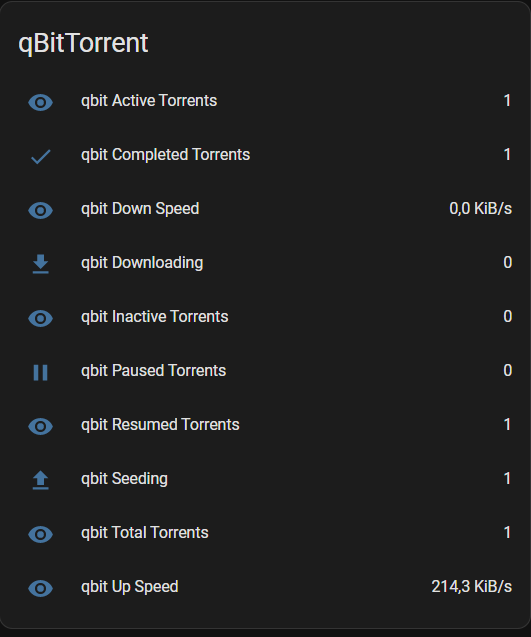 qBitTorrent
qbit Active Torrents 1
qbit Completed Torrents 1
qbit Down Speed 0,0 KiB/s
qbit Downloading 0
qbit Inactive Torrents 0
qbit Paused Torrents 0
qbit Resumed Torrents 1
qbit Seeding 1
qbit Total Torrents 1
qbit Up Speed 214,3 KiB/s